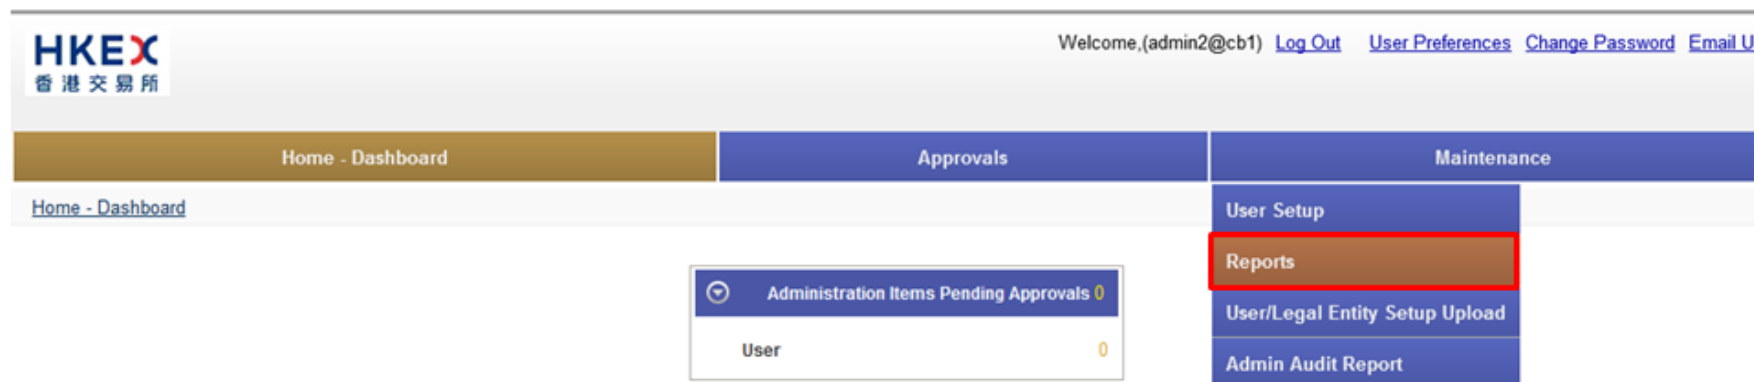 HKEX
香港交易所
Welcome,(admin2@cb1) Log Out User Preferences Change Password Email U
Home - Dashboard Approvals Maintenance
Home - Dashboard
User Setup
Reports
User/Legal Entity Setup Upload
Admin Audit Report
Administration Items Pending Approvals 0
User 0